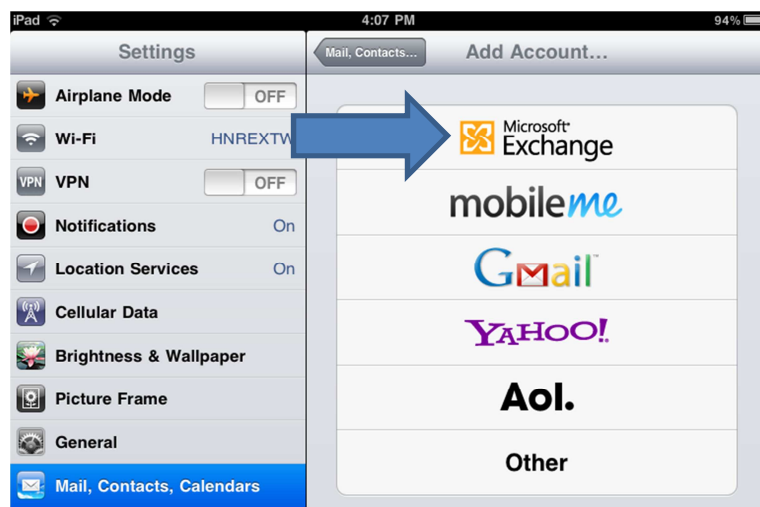 iPad 4:07 PM 94%
Settings
Mail, Contacts... Add Account...
Airplane Mode OFF
Wi-Fi HNREXTW
VPN VPN OFF
Notifications On
Location Services On
Cellular Data
Brightness & Wallpaper
Picture Frame
General
Mail, Contacts, Calendars
Microsoft
Exchange
mobileme
GMail
YAHOO!
Aol.
Other